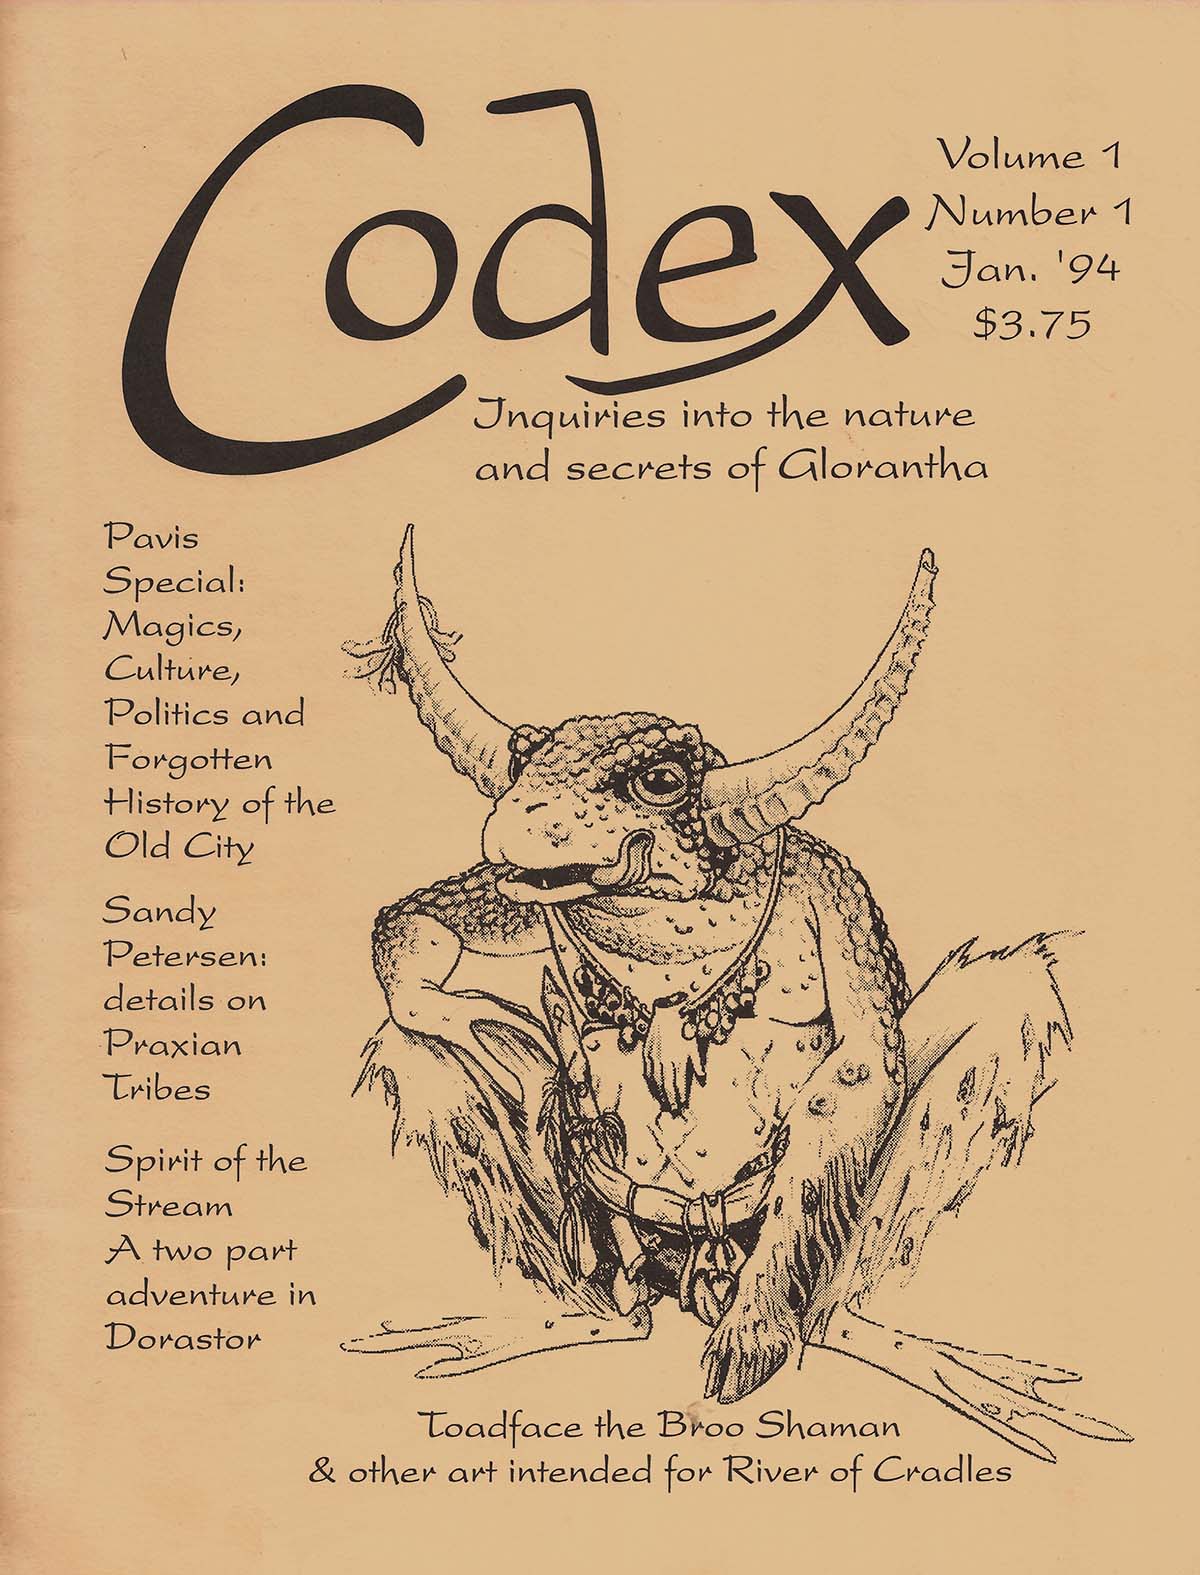 Codex
Volume 1
Number 1
Jan. '94
$3.75
Inquiries into the nature
and secrets of Glorantha
Pavis
Special:
Magics,
Culture,
Politics and
Forgotten
History of the
Old City
Sandy
Petersen:
details on
Praxian
Tribes
Spirit of the
Stream
A two part
adventure in
Dorastor
Toadface the Broo Shaman
& other art intended for River of Cradles